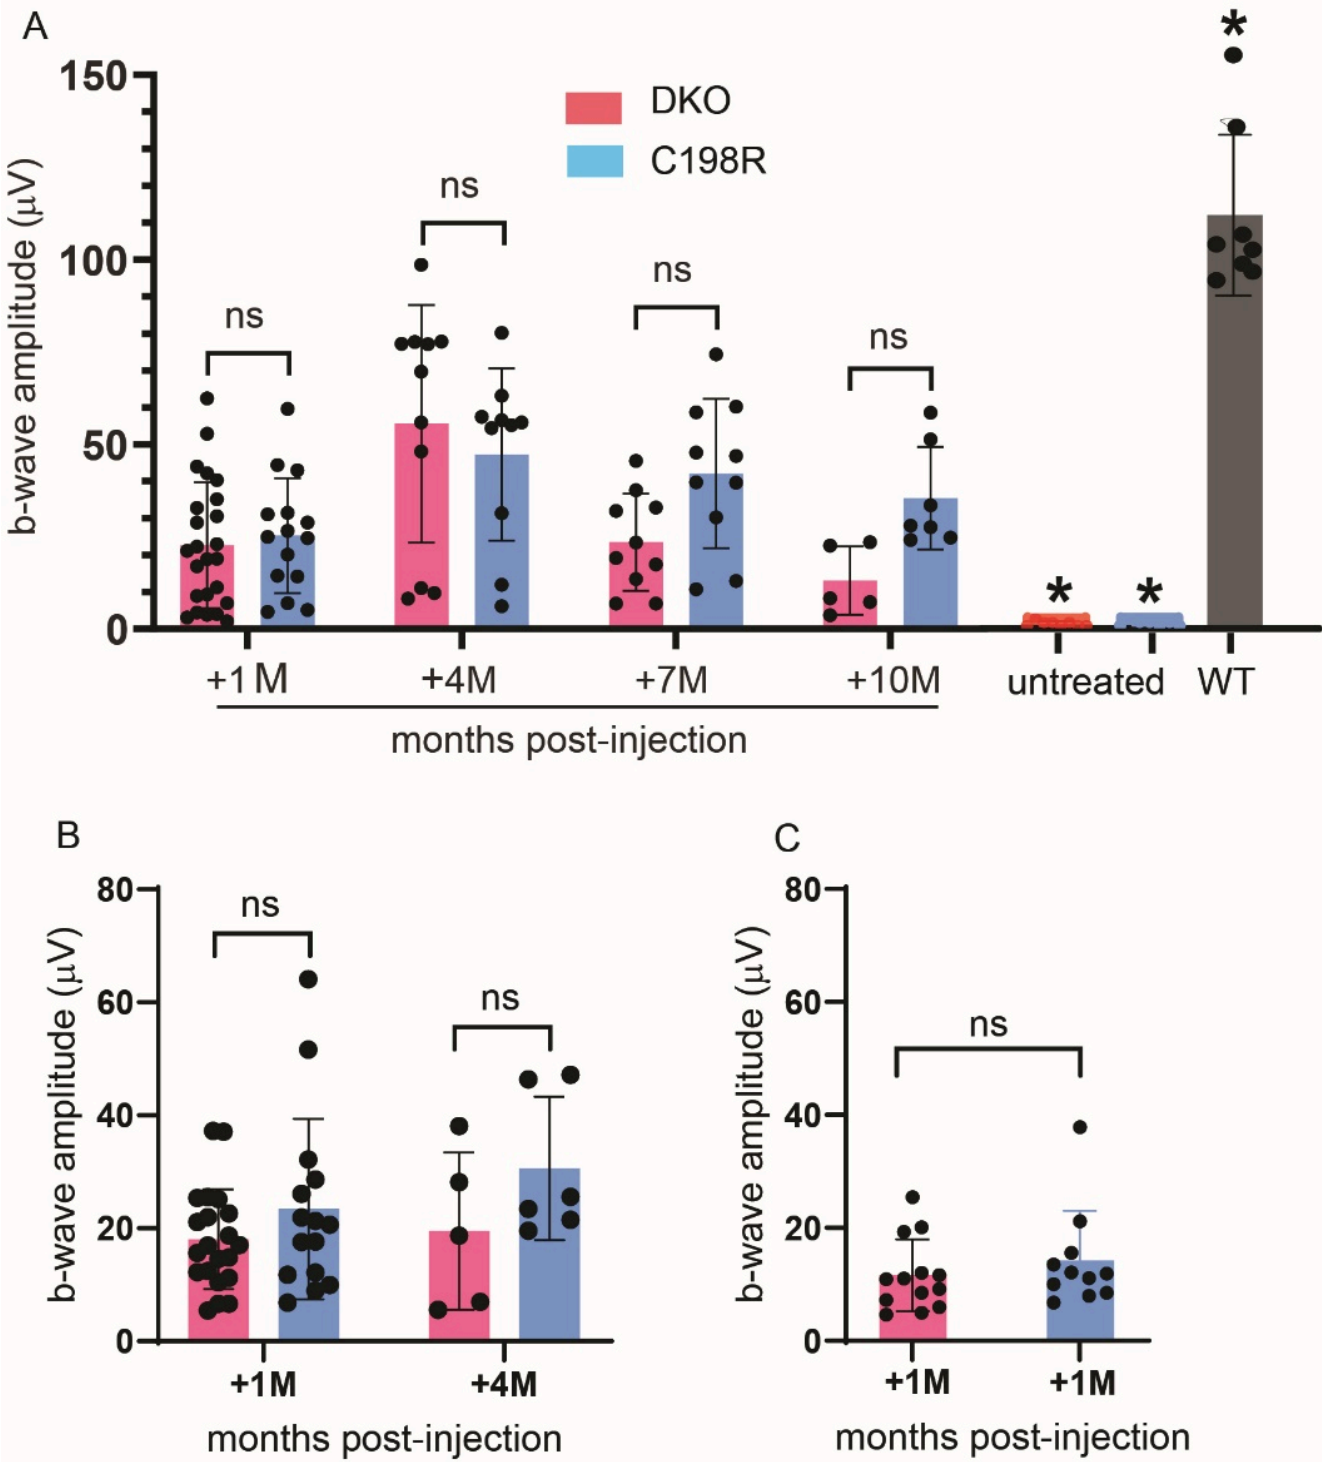 A
b-wave amplitude (μV)
150
100
50
0
DKO
C198R
ns
ns
ns
ns
*
*
*
+1M
+4M
+7M
+10M
untreated
WT
months post-injection
B
b-wave amplitude (μV)
80
60
40
20
0
ns
ns
+1M
+4M
months post-injection
C
b-wave amplitude (μV)
80
60
40
20
0
ns
+1M
+1M
months post-injection